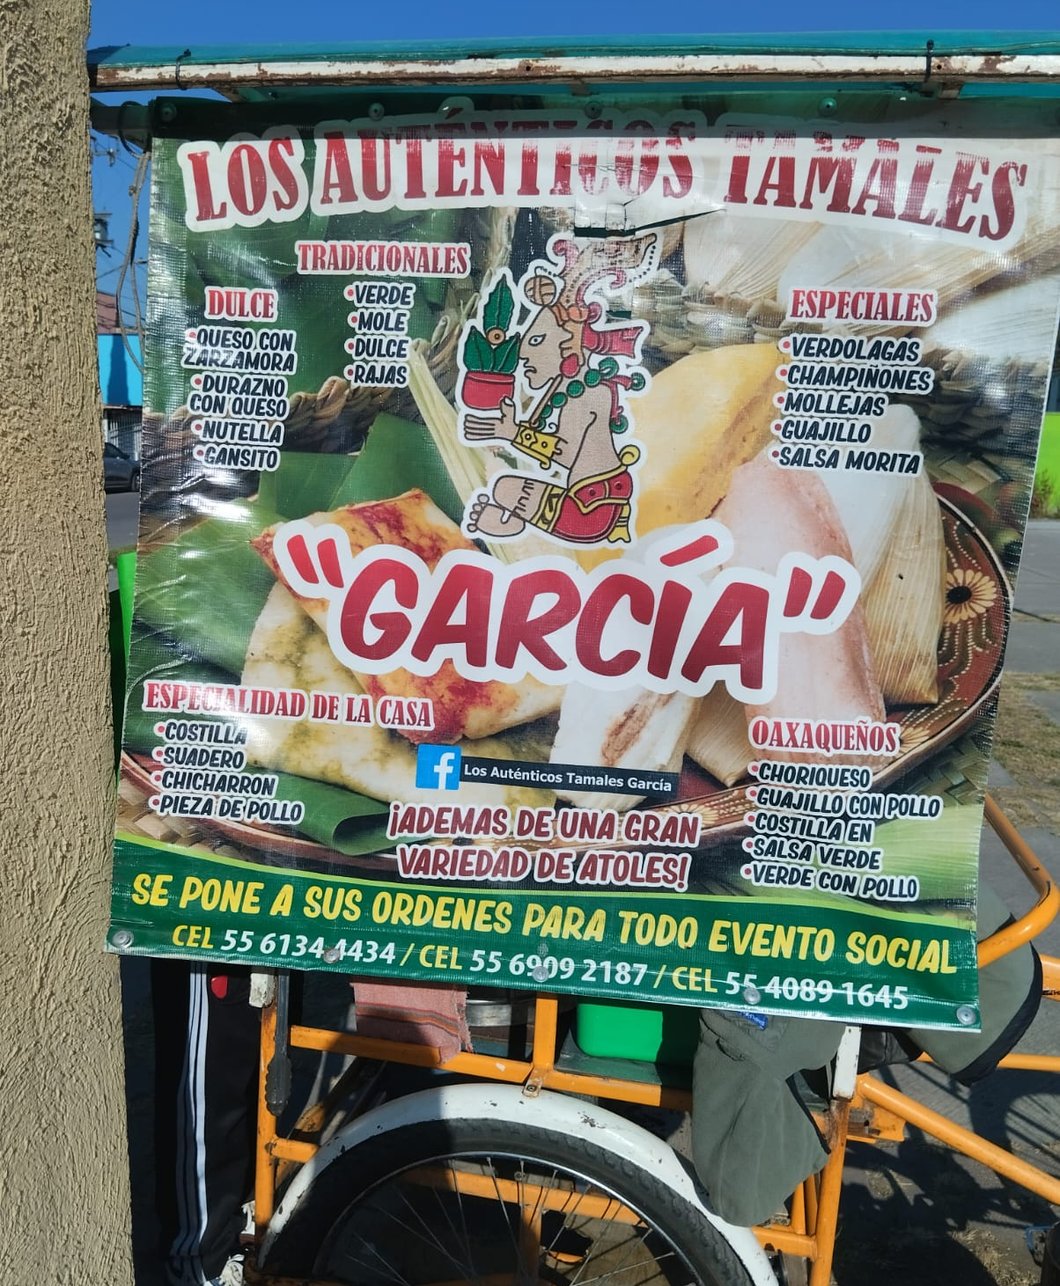 LOS AUTÉNTICOS TAMALES
TRADICIONALES
•VERDE
•MOLE
•DULCE
•RAJAS
DULCE
•QUESO CON
ZARZAMORA
•DURAZNO
CON QUESO
•NUTELLA
•GANSITO
ESPECIALES
•VERDOLAGAS
•CHAMPIÑONES
•MOLLEJAS
•GUAJILLO
•SALSA MORITA
"GARCÍA"
ESPECIALIDAD DE LA CASA
•COSTILLA
•SUADERO
•CHICHARRON
•PIEZA DE POLLO
f Los Auténticos Tamales García
¡ADEMAS DE UNA GRAN
VARIEDAD DE ATOLES!
OAXAQUEÑOS
•CHORIQUESO
•GUAJILLO CON POLLO
•COSTILLA EN
•SALSA VERDE
•VERDE CON POLLO
SE PONE A SUS ORDENES PARA TODO EVENTO SOCIAL
CEL 55 6134 4434 / CEL 55 6909 2187 / CEL 55 4089 1645